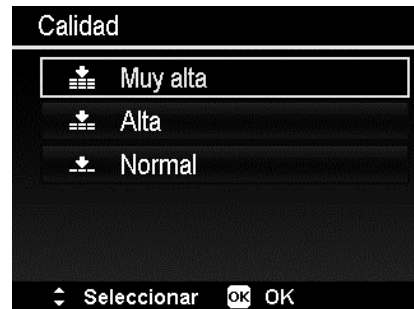 Calidad
Muy alta
Alta
Normal
Seleccionar OK OK